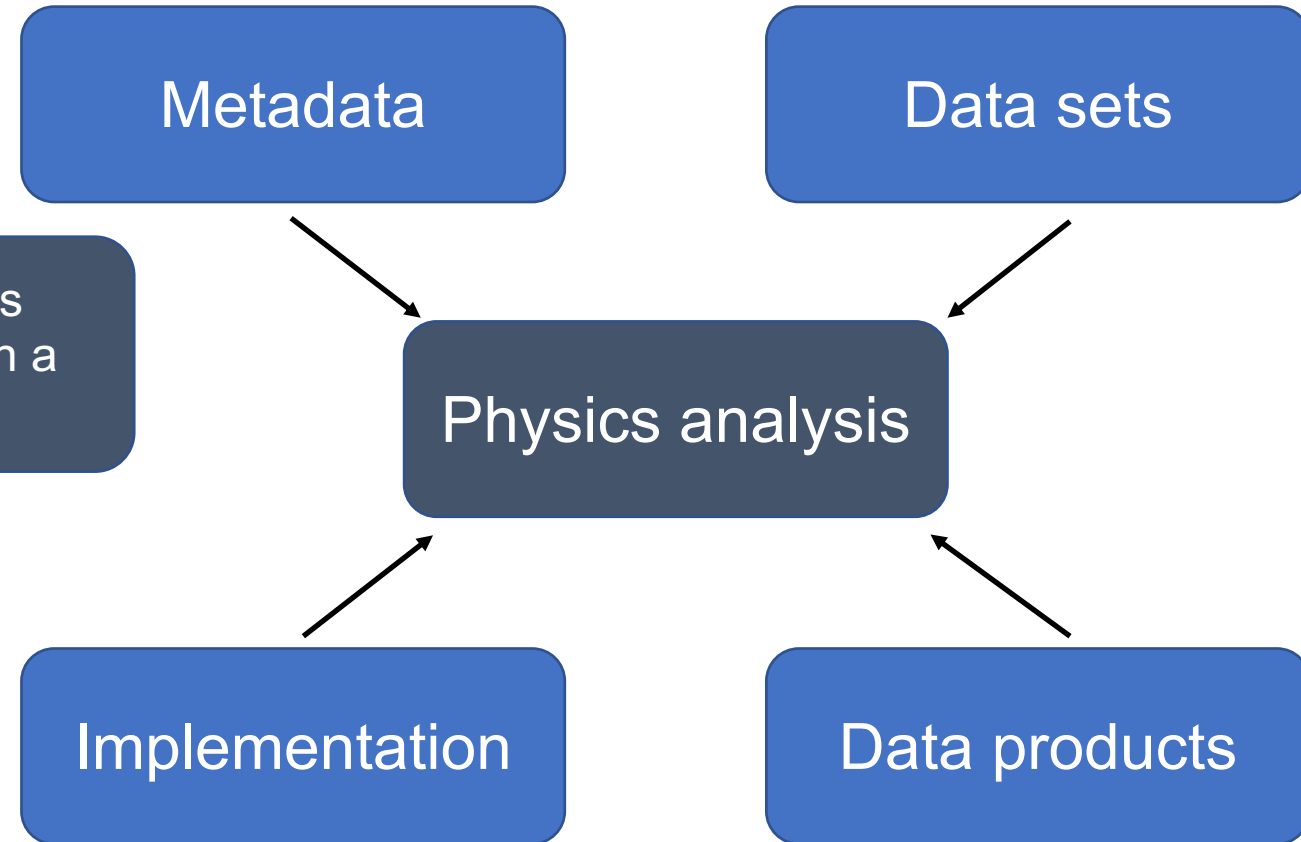 Metadata
Data sets
s
n a
Physics analysis
Implementation
Data products